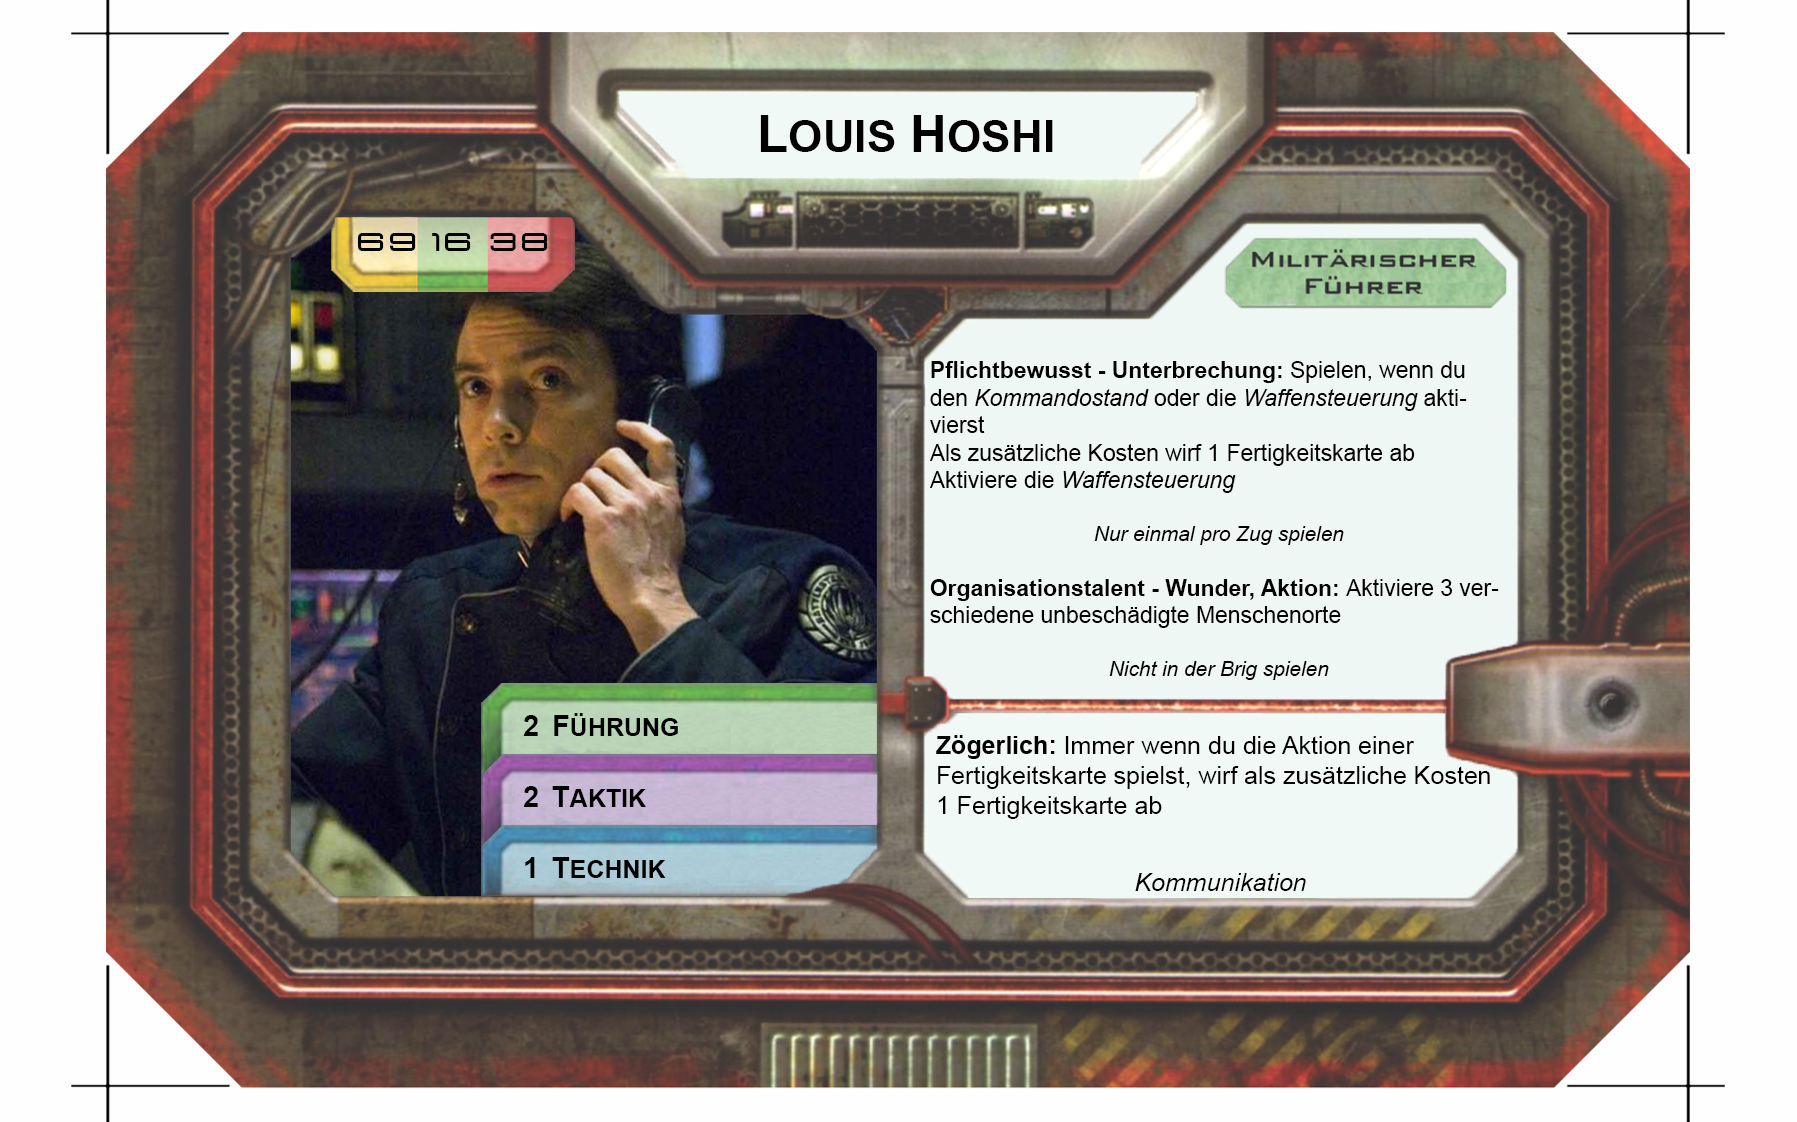 LOUIS HOSHI
69 16 38
MILITÄRISCHER
FÜHRER
Pflichtbewusst - Unterbrechung: Spielen, wenn du
den Kommandostand oder die Waffensteuerung akti-
vierst
Als zusätzliche Kosten wirf 1 Fertigkeitskarte ab
Aktiviere die Waffensteuerung
Nur einmal pro Zug spielen
Organisationstalent - Wunder, Aktion: Aktiviere 3 ver-
schiedene unbeschädigte Menschenorte
Nicht in der Brig spielen
2 FÜHRUNG
2 TAKTIK
1 TECHNIK
Zögerlich: Immer wenn du die Aktion einer
Fertigkeitskarte spielst, wirf als zusätzliche Kosten
1 Fertigkeitskarte ab
Kommunikation